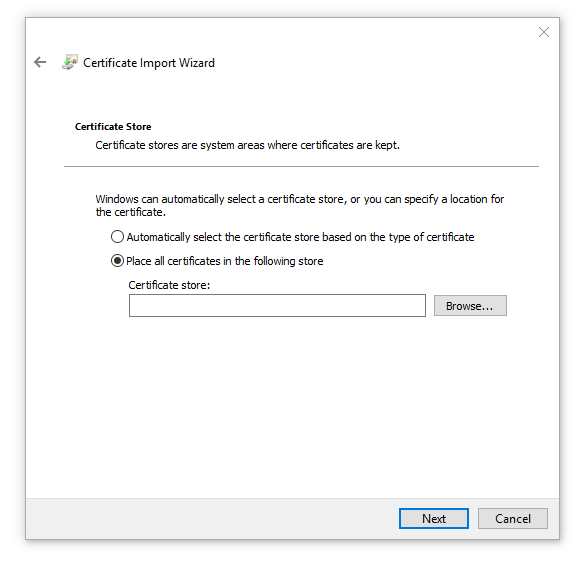 Certificate Import Wizard
Certificate Store
Certificate stores are system areas where certificates are kept.
Windows can automatically select a certificate store, or you can specify a location for
the certificate.
Automatically select the certificate store based on the type of certificate
Place all certificates in the following store
Certificate store:
Browse...
Next
Cancel